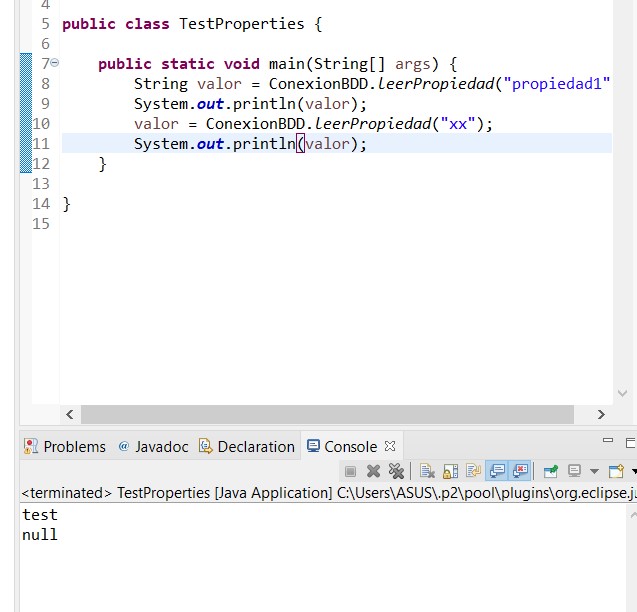 4
5 public class TestProperties {
6
7 public static void main(String[] args) {
8 String valor = ConexionBDD.leerPropiedad("propiedad1"
9 System.out.println(valor);
10 valor = ConexionBDD.leerPropiedad("xx");
11 System.out.println(valor);
12 }
13
14 }
15
Problems @ Javadoc Declaration Console
<terminated> TestProperties [Java Application] C:\Users\ASUS\.p2\pool\plugins\org.eclipse.ju
test
null